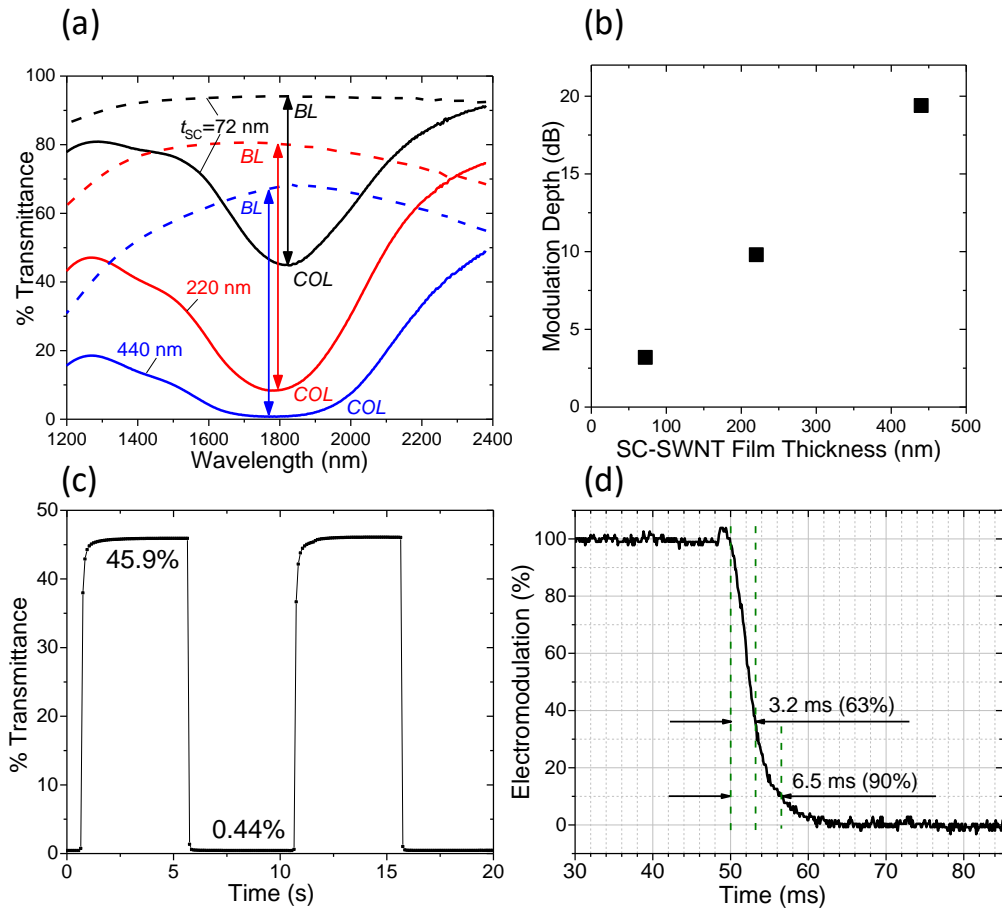 (a)
100
80
60
40
20
0
% Transmittance
1200 1400 1600 1800 2000 2200 2400
Wavelength (nm)
tSC=72 nm
BL
BL
BL
COL
220 nm
440 nm
COL
COL
(b)
20
15
10
5
0
Modulation Depth (dB)
0 100 200 300 400 500
SC-SWNT Film Thickness (nm)
(c)
50
40
30
20
10
0
% Transmittance
45.9%
0.44%
0 5 10 15 20
Time (s)
(d)
100
80
60
40
20
0
Electromodulation (%)
3.2 ms (63%)
6.5 ms (90%)
30 40 50 60 70 80
Time (ms)